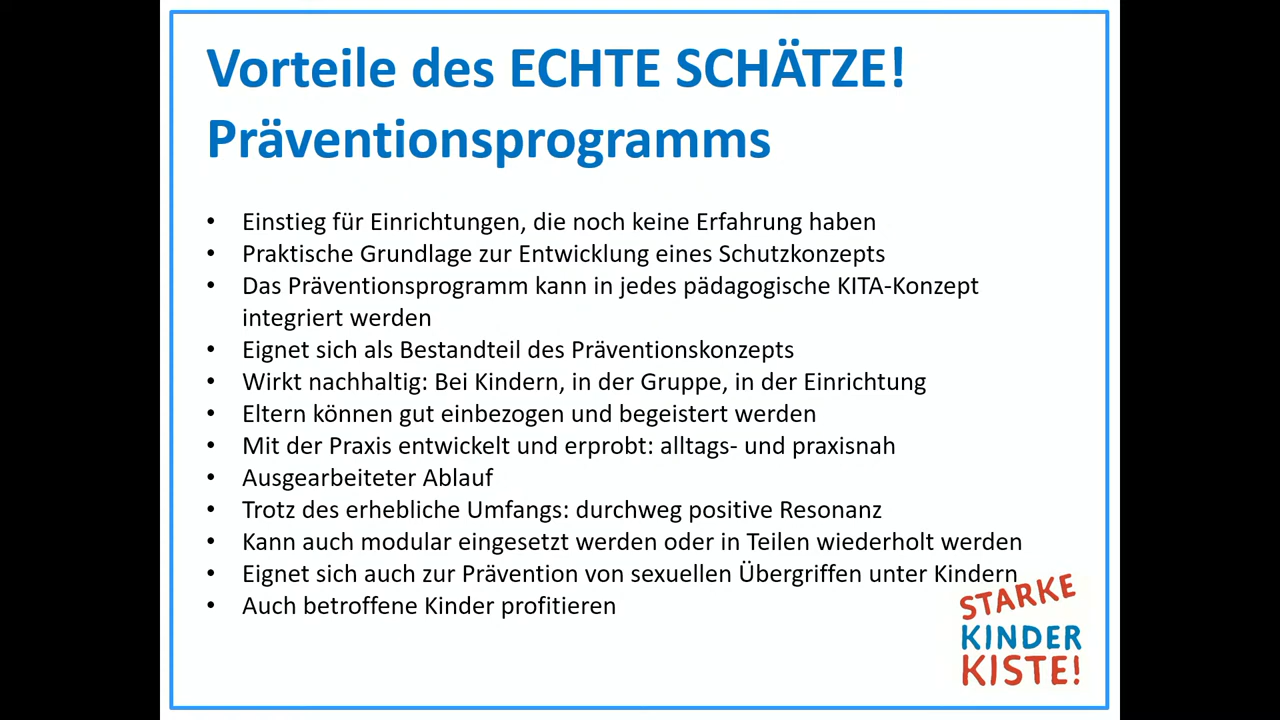 Vorteile des ECHTE SCHÄTZE!
Präventionsprogramms
• Einstieg für Einrichtungen, die noch keine Erfahrung haben
• Praktische Grundlage zur Entwicklung eines Schutzkonzepts
• Das Präventionsprogramm kann in jedes pädagogische KITA-Konzept
integriert werden
• Eignet sich als Bestandteil des Präventionskonzepts
• Wirkt nachhaltig: Bei Kindern, in der Gruppe, in der Einrichtung
• Eltern können gut einbezogen und begeistert werden
• Mit der Praxis entwickelt und erprobt: alltags- und praxisnah
• Ausgearbeiteter Ablauf
• Trotz des erhebliche Umfangs: durchweg positive Resonanz
• Kann auch modular eingesetzt werden oder in Teilen wiederholt werden
• Eignet sich auch zur Prävention von sexuellen Übergriffen unter Kindern
• Auch betroffene Kinder profitieren
STARKE
KINDER
KISTE!